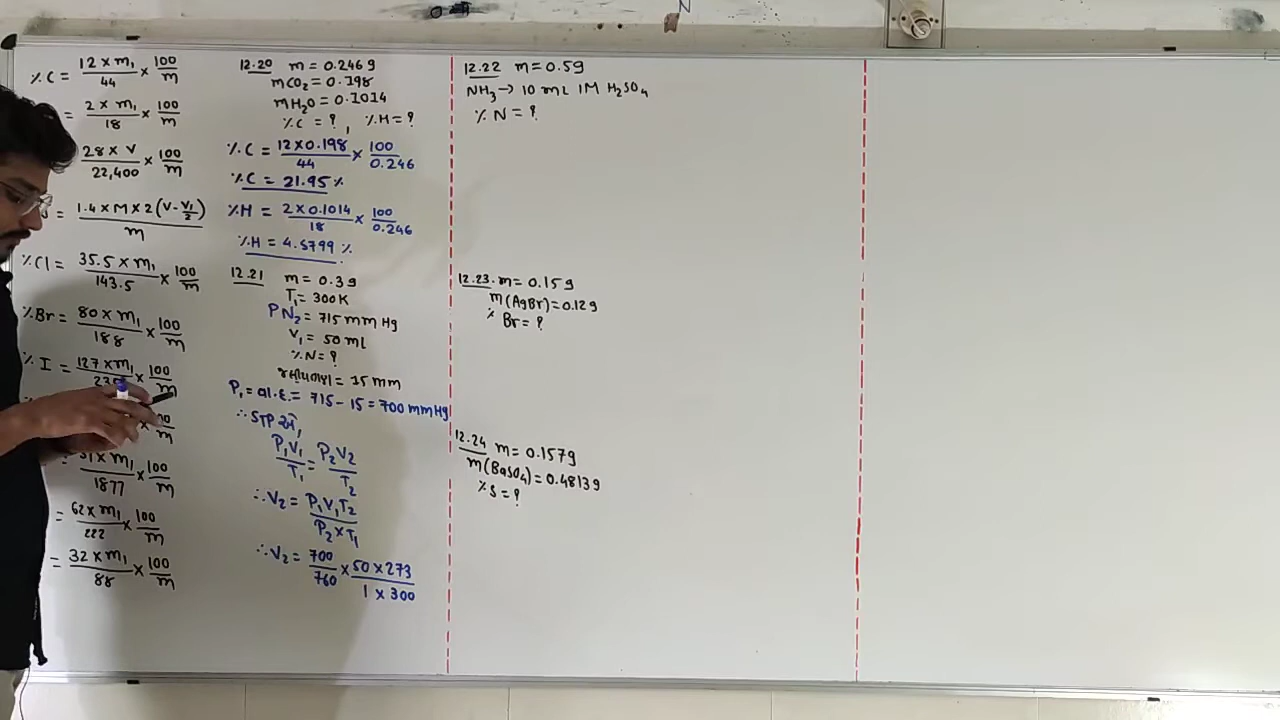 %C = 12 × m₁ / 44 × 100 / m
= 2 × m₁ / 18 × 100 / m
28 × V / 22,400 × 100 / m
= 1.4 × M × 2 (V - V₁/2) / m
%Cl = 35.5 × m₁ / 143.5 × 100 / m
%Br = 80 × m₁ / 188 × 100 / m
% I = 127 × m₁ / 235 × 100 / m
× 100 / m
= 31 × m₁ / 1877 × 100 / m
= 62 × m₁ / 222 × 100 / m
= 32 × m₁ / 88 × 100 / m
12.20 m = 0.246 g
mCO₂ = 0.198
mH₂O = 0.1014
%C = ?, %H = ?
%C = 12 × 0.198 / 44 × 100 / 0.246
%C = 21.95 %
%H = 2 × 0.1014 / 18 × 100 / 0.246
%H = 4.5799 %
12.21 m = 0.3 g
T₁ = 300 K
PN₂ = 715 mm Hg
V₁ = 50 ml
%N = ?
= 15 mm
P₁ = = 715 - 15 = 700 mm Hg
∴ STP
P₁V₁ / T₁ = P₂V₂ / T₂
∴ V₂ = P₁V₁T₂ / P₂ × T₁
∴ V₂ = 700 / 760 × 50 × 273 / 1 × 300
12.22 m = 0.5 g
NH₃ → 10 mL 1M H₂SO₄
% N = ?
12.23. m = 0.15 g
m(AgBr) = 0.12 g
% Br = ?
12.24 m = 0.157 g
m(BaSO₄) = 0.4813 g
% S = ?